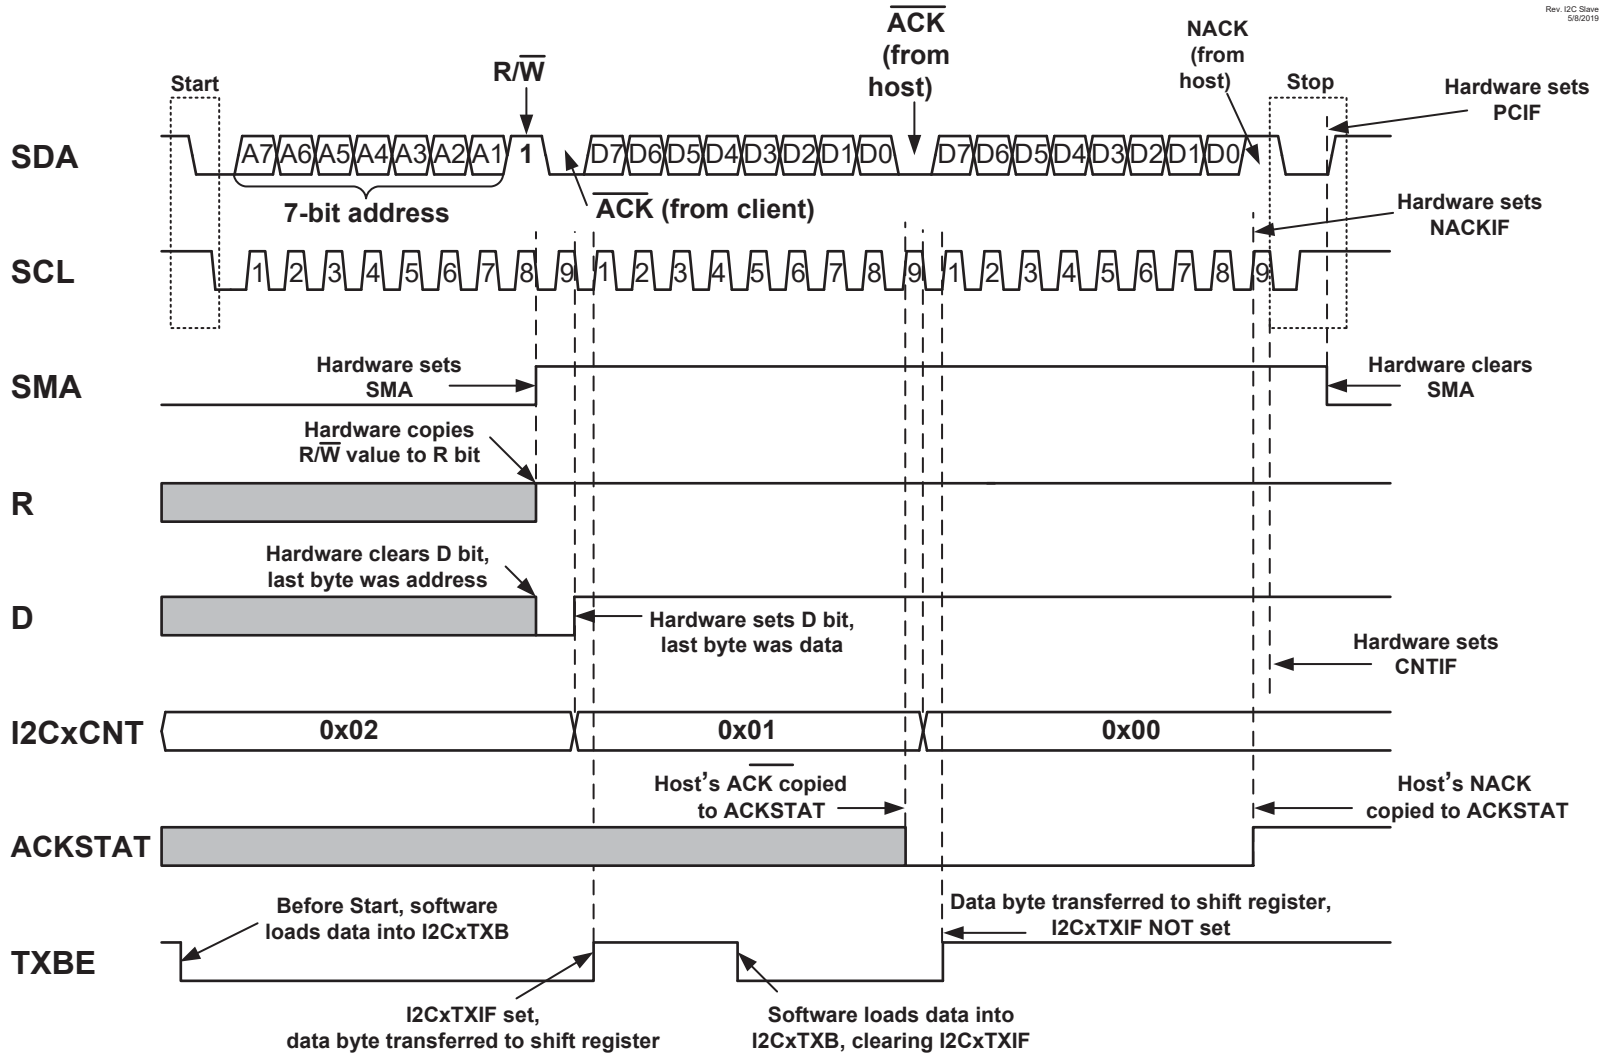 Rev. I2C Slave
5/8/2019
Start
R/W
ACK
(from
host)
NACK
(from
host)
Stop
Hardware sets
PCIF
SDA
A7 A6 A5 A4 A3 A2 A1 1 D7 D6 D5 D4 D3 D2 D1 D0 D7 D6 D5 D4 D3 D2 D1 D0
7-bit address
ACK (from client)
Hardware sets
NACKIF
SCL
1 2 3 4 5 6 7 8 9 1 2 3 4 5 6 7 8 9 1 2 3 4 5 6 7 8 9
SMA
Hardware sets
SMA
Hardware clears
SMA
Hardware copies
R/W value to R bit
R
Hardware clears D bit,
last byte was address
D
Hardware sets D bit,
last byte was data
Hardware sets
CNTIF
I2CxCNT
0x02 0x01 0x00
Host's ACK copied
to ACKSTAT
Host's NACK
copied to ACKSTAT
ACKSTAT
Before Start, software
loads data into I2CxTXB
Data byte transferred to shift register,
I2CxTXIF NOT set
TXBE
I2CxTXIF set,
data byte transferred to shift register
Software loads data into
I2CxTXB, clearing I2CxTXIF